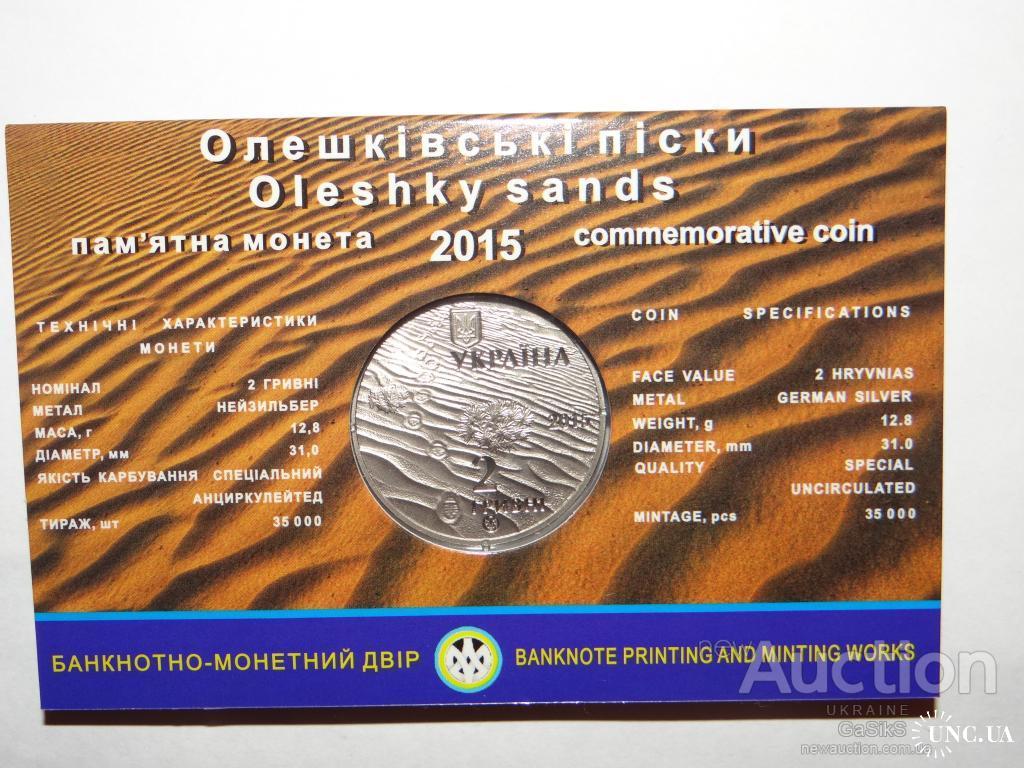 Олешківські піски
Oleshky sands
пам'ятна монета 2015 commemorative coin
ТЕХНІЧНІ ХАРАКТЕРИСТИКИ
МОНЕТИ
НОМІНАЛ 2 ГРИВНІ
МЕТАЛ НЕЙЗИЛЬБЕР
МАСА, г 12,8
ДІАМЕТР, мм 31,0
ЯКІСТЬ КАРБУВАННЯ СПЕЦІАЛЬНИЙ
АНЦИРКУЛЕЙТЕД
ТИРАЖ, шт 35 000
УКРАЇНА
2015
2
ГРИВНІ
COIN SPECIFICATIONS
FACE VALUE 2 HRYVNIAS
METAL GERMAN SILVER
WEIGHT, g 12.8
DIAMETER, mm 31.0
QUALITY SPECIAL
UNCIRCULATED
MINTAGE, pcs 35 000
БАНКНОТНО-МОНЕТНИЙ ДВІР BANKNOTE PRINTING AND MINTING WORKS
new Auction
UKRAINE
GaSikS
newauction.com.ua
UNC.UA